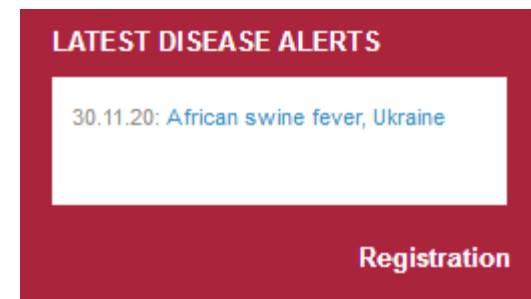 LATEST DISEASE ALERTS
30.11.20: African swine fever, Ukraine
Registration